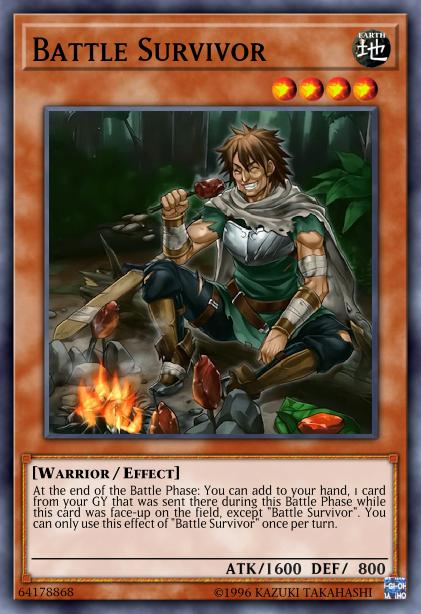 BATTLE SURVIVOR
EARTH
地
[WARRIOR / EFFECT]
At the end of the Battle Phase: You can add to your hand, 1 card
from your GY that was sent there during this Battle Phase while
this card was face-up on the field, except "Battle Survivor". You
can only use this effect of "Battle Survivor" once per turn.
ATK/1600 DEF/ 800
64178868
©1996 KAZUKI TAKAHASHI